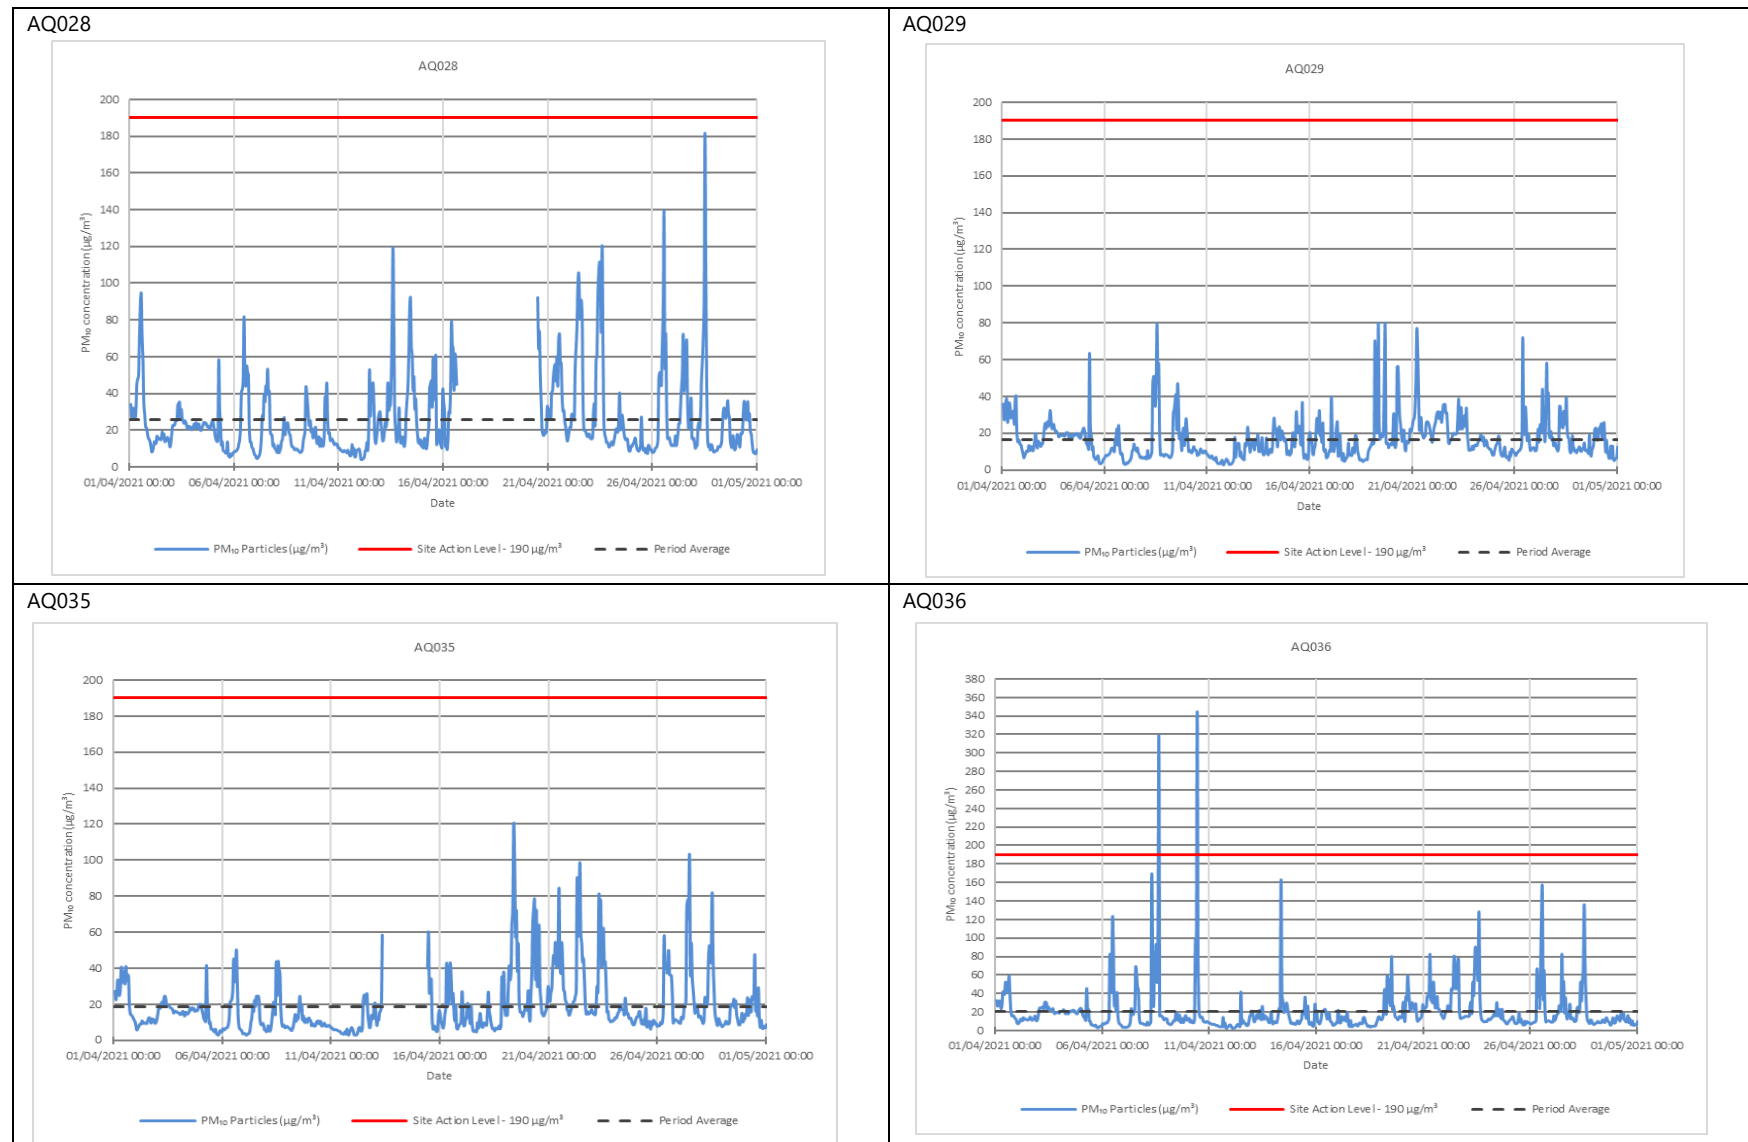 AQ028
AQ028
200
180
160
140
120
100
80
60
40
20
0
PM₁₀ concentration (µg/m³)
01/04/2021 00:00 06/04/2021 00:00 11/04/2021 00:00 16/04/2021 00:00 21/04/2021 00:00 26/04/2021 00:00 01/05/2021 00:00
Date
PM₁₀ Particles (µg/m³) Site Action Level - 190 µg/m³ Period Average
AQ029
AQ029
200
180
160
140
120
100
80
60
40
20
0
PM₁₀ concentration (µg/m³)
01/04/2021 00:00 06/04/2021 00:00 11/04/2021 00:00 16/04/2021 00:00 21/04/2021 00:00 26/04/2021 00:00 01/05/2021 00:00
Date
PM₁₀ Particles (µg/m³) Site Action Level - 190 µg/m³ Period Average
AQ035
AQ035
200
180
160
140
120
100
80
60
40
20
0
PM₁₀ concentration (µg/m³)
01/04/2021 00:00 06/04/2021 00:00 11/04/2021 00:00 16/04/2021 00:00 21/04/2021 00:00 26/04/2021 00:00 01/05/2021 00:00
Date
PM₁₀ Particles (µg/m³) Site Action Level - 190 µg/m³ Period Average
AQ036
AQ036
380
360
340
320
300
280
260
240
220
200
180
160
140
120
100
80
60
40
20
0
PM₁₀ concentration (µg/m³)
01/04/2021 00:00 06/04/2021 00:00 11/04/2021 00:00 16/04/2021 00:00 21/04/2021 00:00 26/04/2021 00:00 01/05/2021 00:00
Date
PM₁₀ Particles (µg/m³) Site Action Level - 190 µg/m³ Period Average